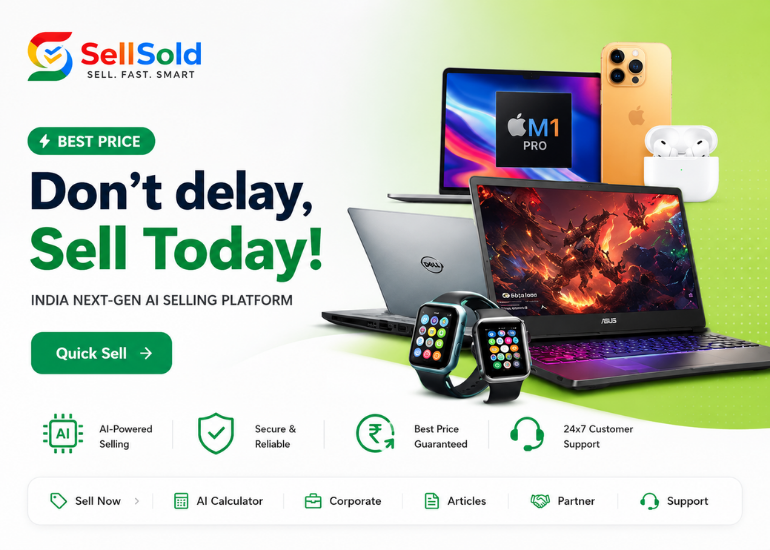 SellSold
SELL. FAST. SMART
BEST PRICE
Don't delay,
Sell Today!
INDIA NEXT-GEN AI SELLING PLATFORM
Quick Sell
M1
PRO
DELL
ASUS
AI
AI-Powered
Selling
Secure &
Reliable
₹
Best Price
Guaranteed
24x7 Customer
Support
Sell Now
AI Calculator
Corporate
Articles
Partner
Support